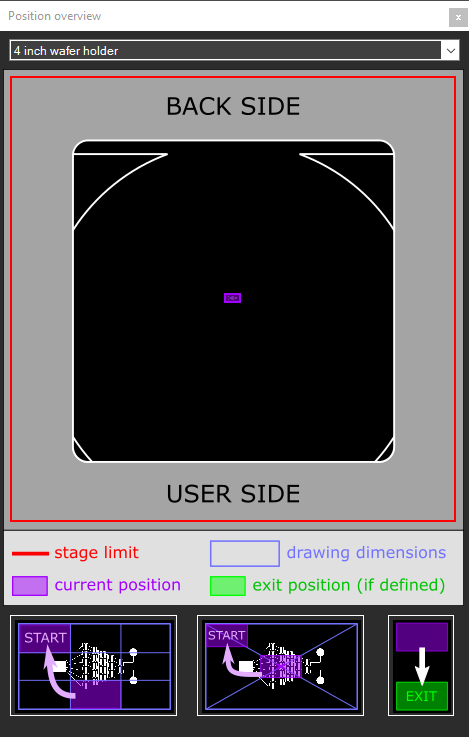 Position overview
x
4 inch wafer holder
BACK SIDE
USER SIDE
stage limit
drawing dimensions
current position
exit position (if defined)
START
START
EXIT